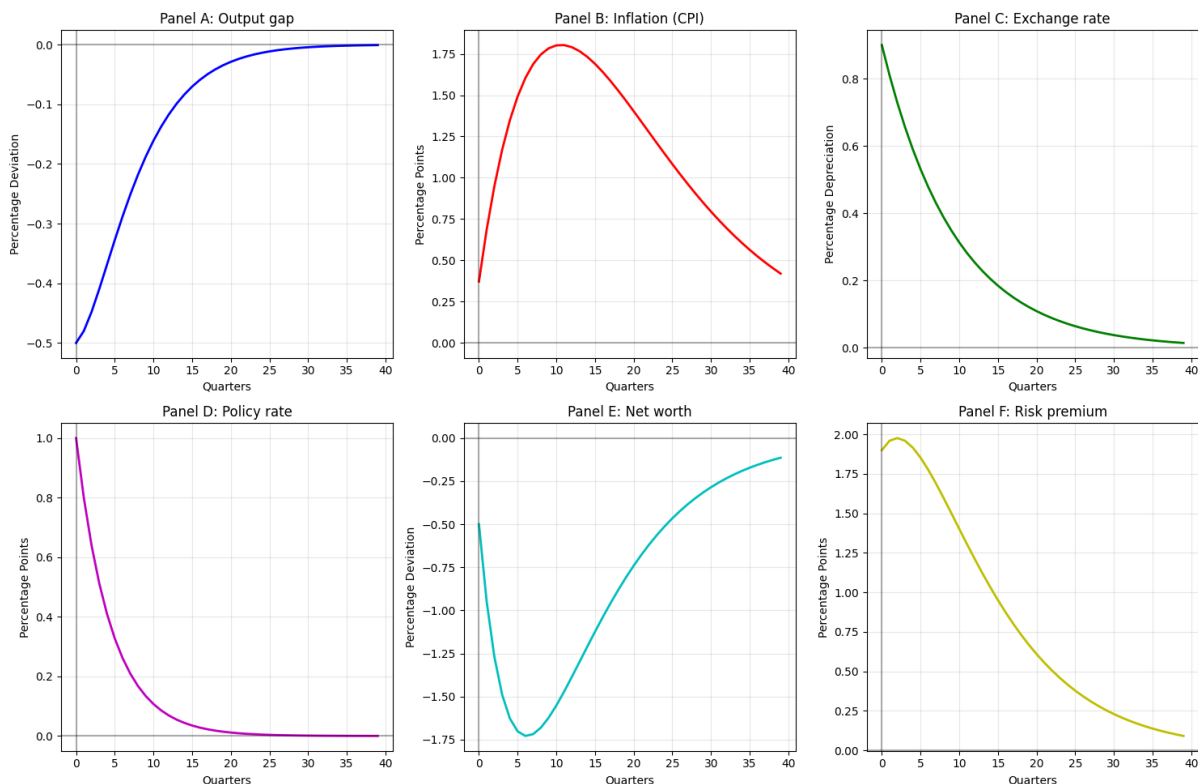 Panel A: Output gap
Percentage Deviation
0.0
−0.1
−0.2
−0.3
−0.4
−0.5
0 5 10 15 20 25 30 35 40
Quarters
Panel B: Inflation (CPI)
Percentage Points
1.75
1.50
1.25
1.00
0.75
0.50
0.25
0.00
0 5 10 15 20 25 30 35 40
Quarters
Panel C: Exchange rate
Percentage Depreciation
0.8
0.6
0.4
0.2
0.0
0 5 10 15 20 25 30 35 40
Quarters
Panel D: Policy rate
Percentage Points
1.0
0.8
0.6
0.4
0.2
0.0
0 5 10 15 20 25 30 35 40
Quarters
Panel E: Net worth
Percentage Deviation
0.00
−0.25
−0.50
−0.75
−1.00
−1.25
−1.50
−1.75
0 5 10 15 20 25 30 35 40
Quarters
Panel F: Risk premium
Percentage Points
2.00
1.75
1.50
1.25
1.00
0.75
0.50
0.25
0.00
0 5 10 15 20 25 30 35 40
Quarters